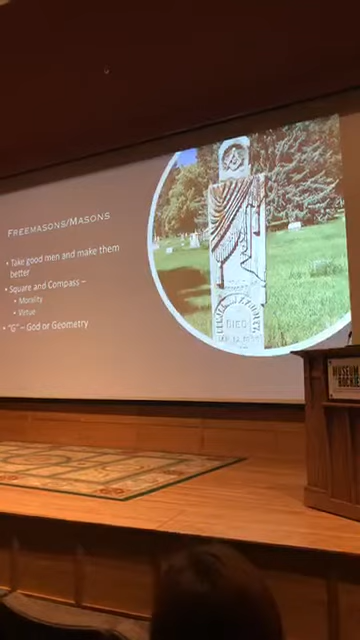 FREEMASONS/MASONS
• Take good men and make them
better
• Square and Compass –
• Morality
• Virtue
• "G" – God or Geometry
DIED
MUSEUM
ROCKIE